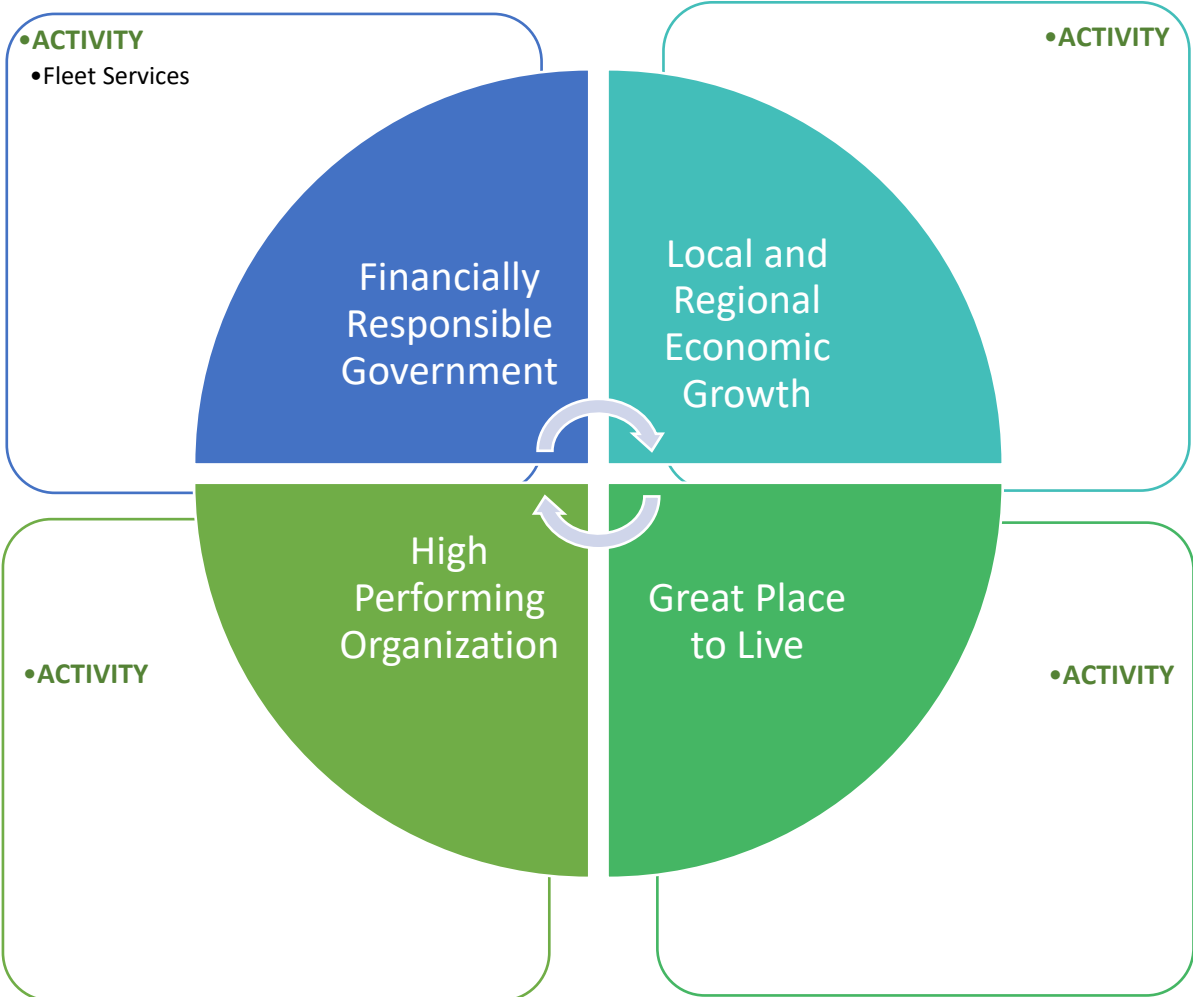 •ACTIVITY
•Fleet Services
•ACTIVITY
Financially
Responsible
Government
Local and
Regional
Economic
Growth
High
Performing
Organization
Great Place
to Live
•ACTIVITY
•ACTIVITY